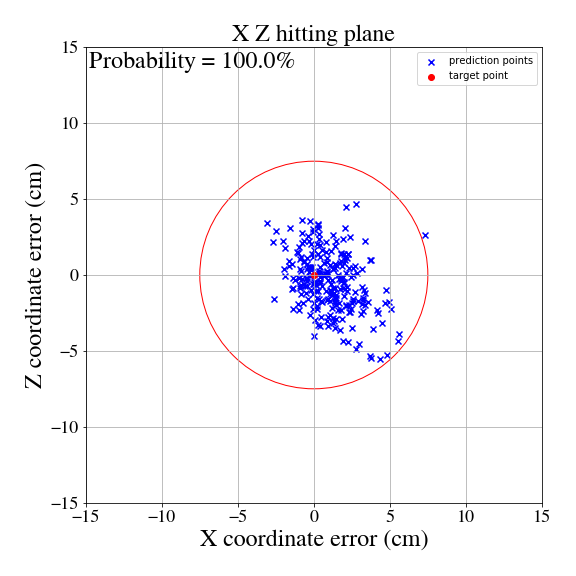 X Z hitting plane
Probability = 100.0%
prediction points
target point
15
10
5
0
−5
−10
−15
Z coordinate error (cm)
−15
−10
−5
0
5
10
15
X coordinate error (cm)